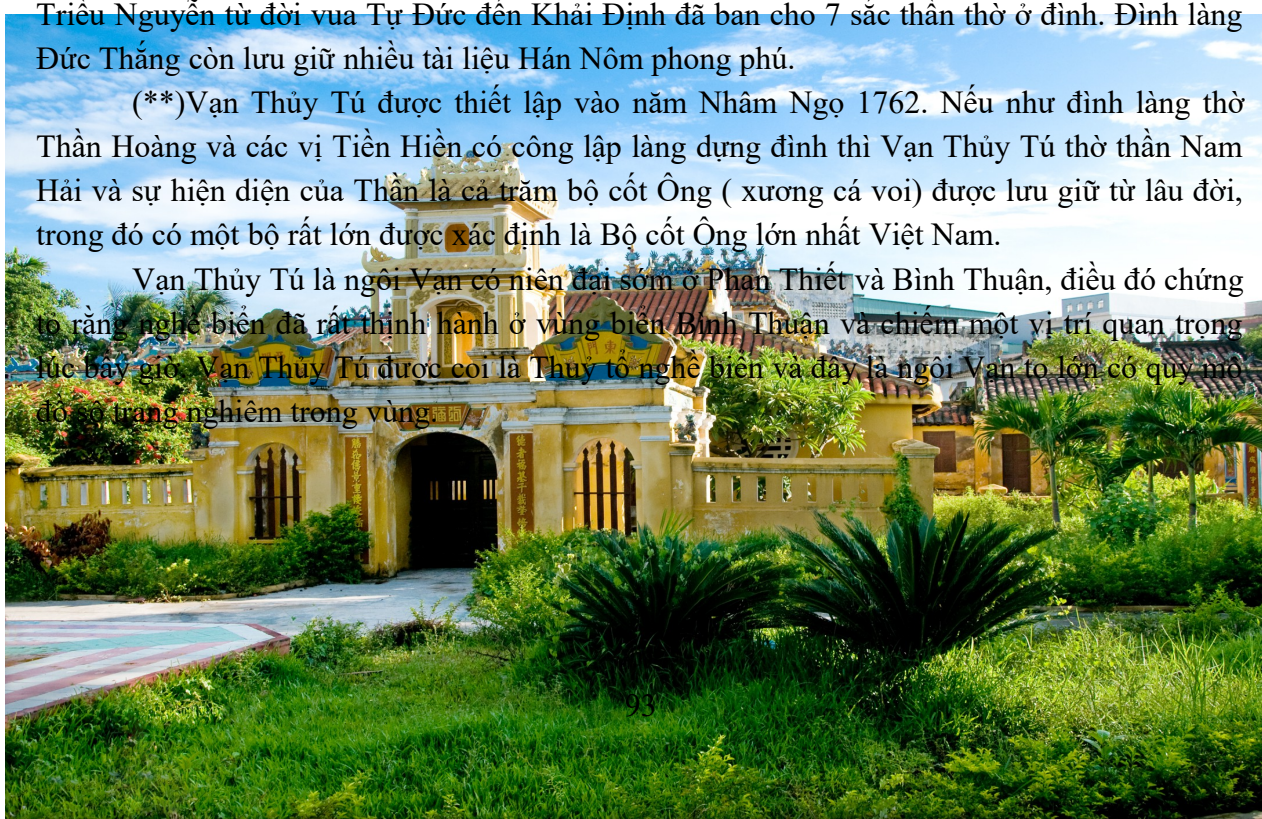 Triều Nguyễn từ đời vua Tự Đức đến Khải Định đã ban cho 7 sắc thần thờ ở đình. Đình làng
Đức Thắng còn lưu giữ nhiều tài liệu Hán Nôm phong phú.
(**)Vạn Thủy Tú được thiết lập vào năm Nhâm Ngọ 1762. Nếu như đình làng thờ
Thần Hoàng và các vị Tiền Hiền có công lập làng dựng đình thì Vạn Thủy Tú thờ thần Nam
Hải và sự hiện diện của Thần là cả trăm bộ cốt Ông ( xương cá voi) được lưu giữ từ lâu đời,
trong đó có một bộ rất lớn được xác định là Bộ cốt Ông lớn nhất Việt Nam.
Vạn Thủy Tú là ngôi Vạn có niên đại sớm ở Phan Thiết và Bình Thuận, điều đó chứng
tỏ rằng nghề biển đã rất thịnh hành ở vùng biển Bình Thuận và chiếm một vị trí quan trọng
lúc bấy giờ. Vạn Thủy Tú được coi là Thủy tổ nghề biển và đây là ngôi Vạn to lớn có quy mô
đồ sộ trang nghiêm trong vùng.
93